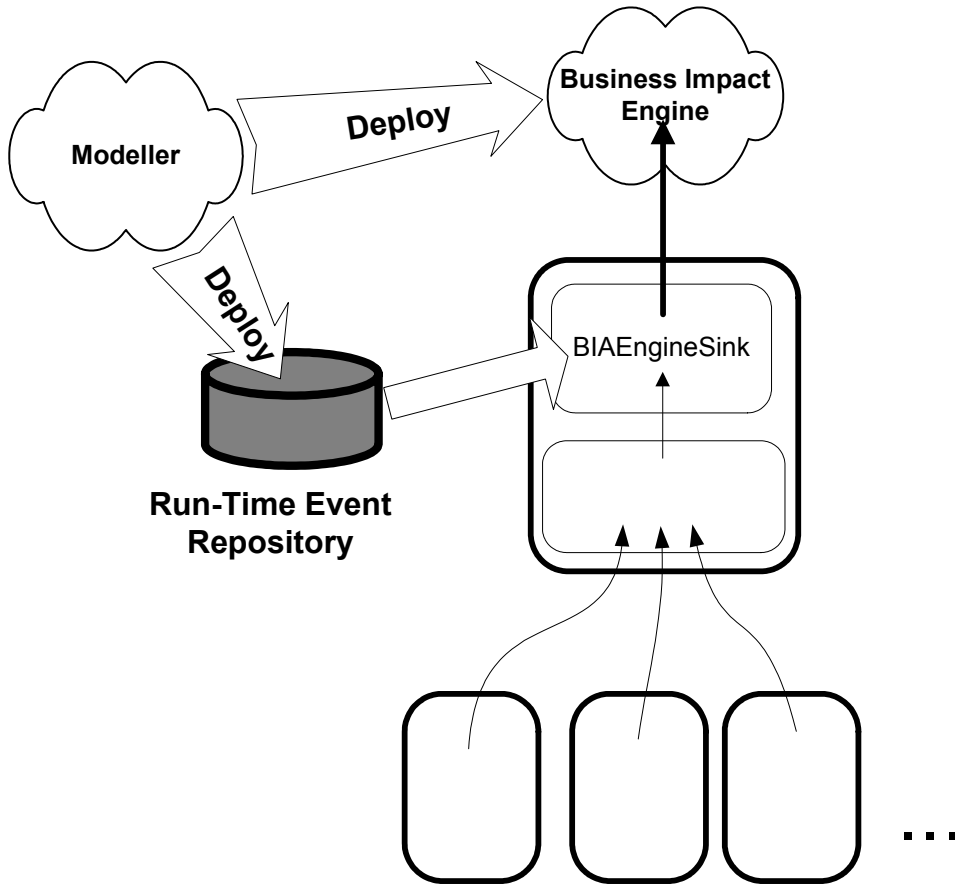 Business Impact
Engine
Deploy
Modeller
Deploy
BIAEngineSink
Run-Time Event
Repository
...